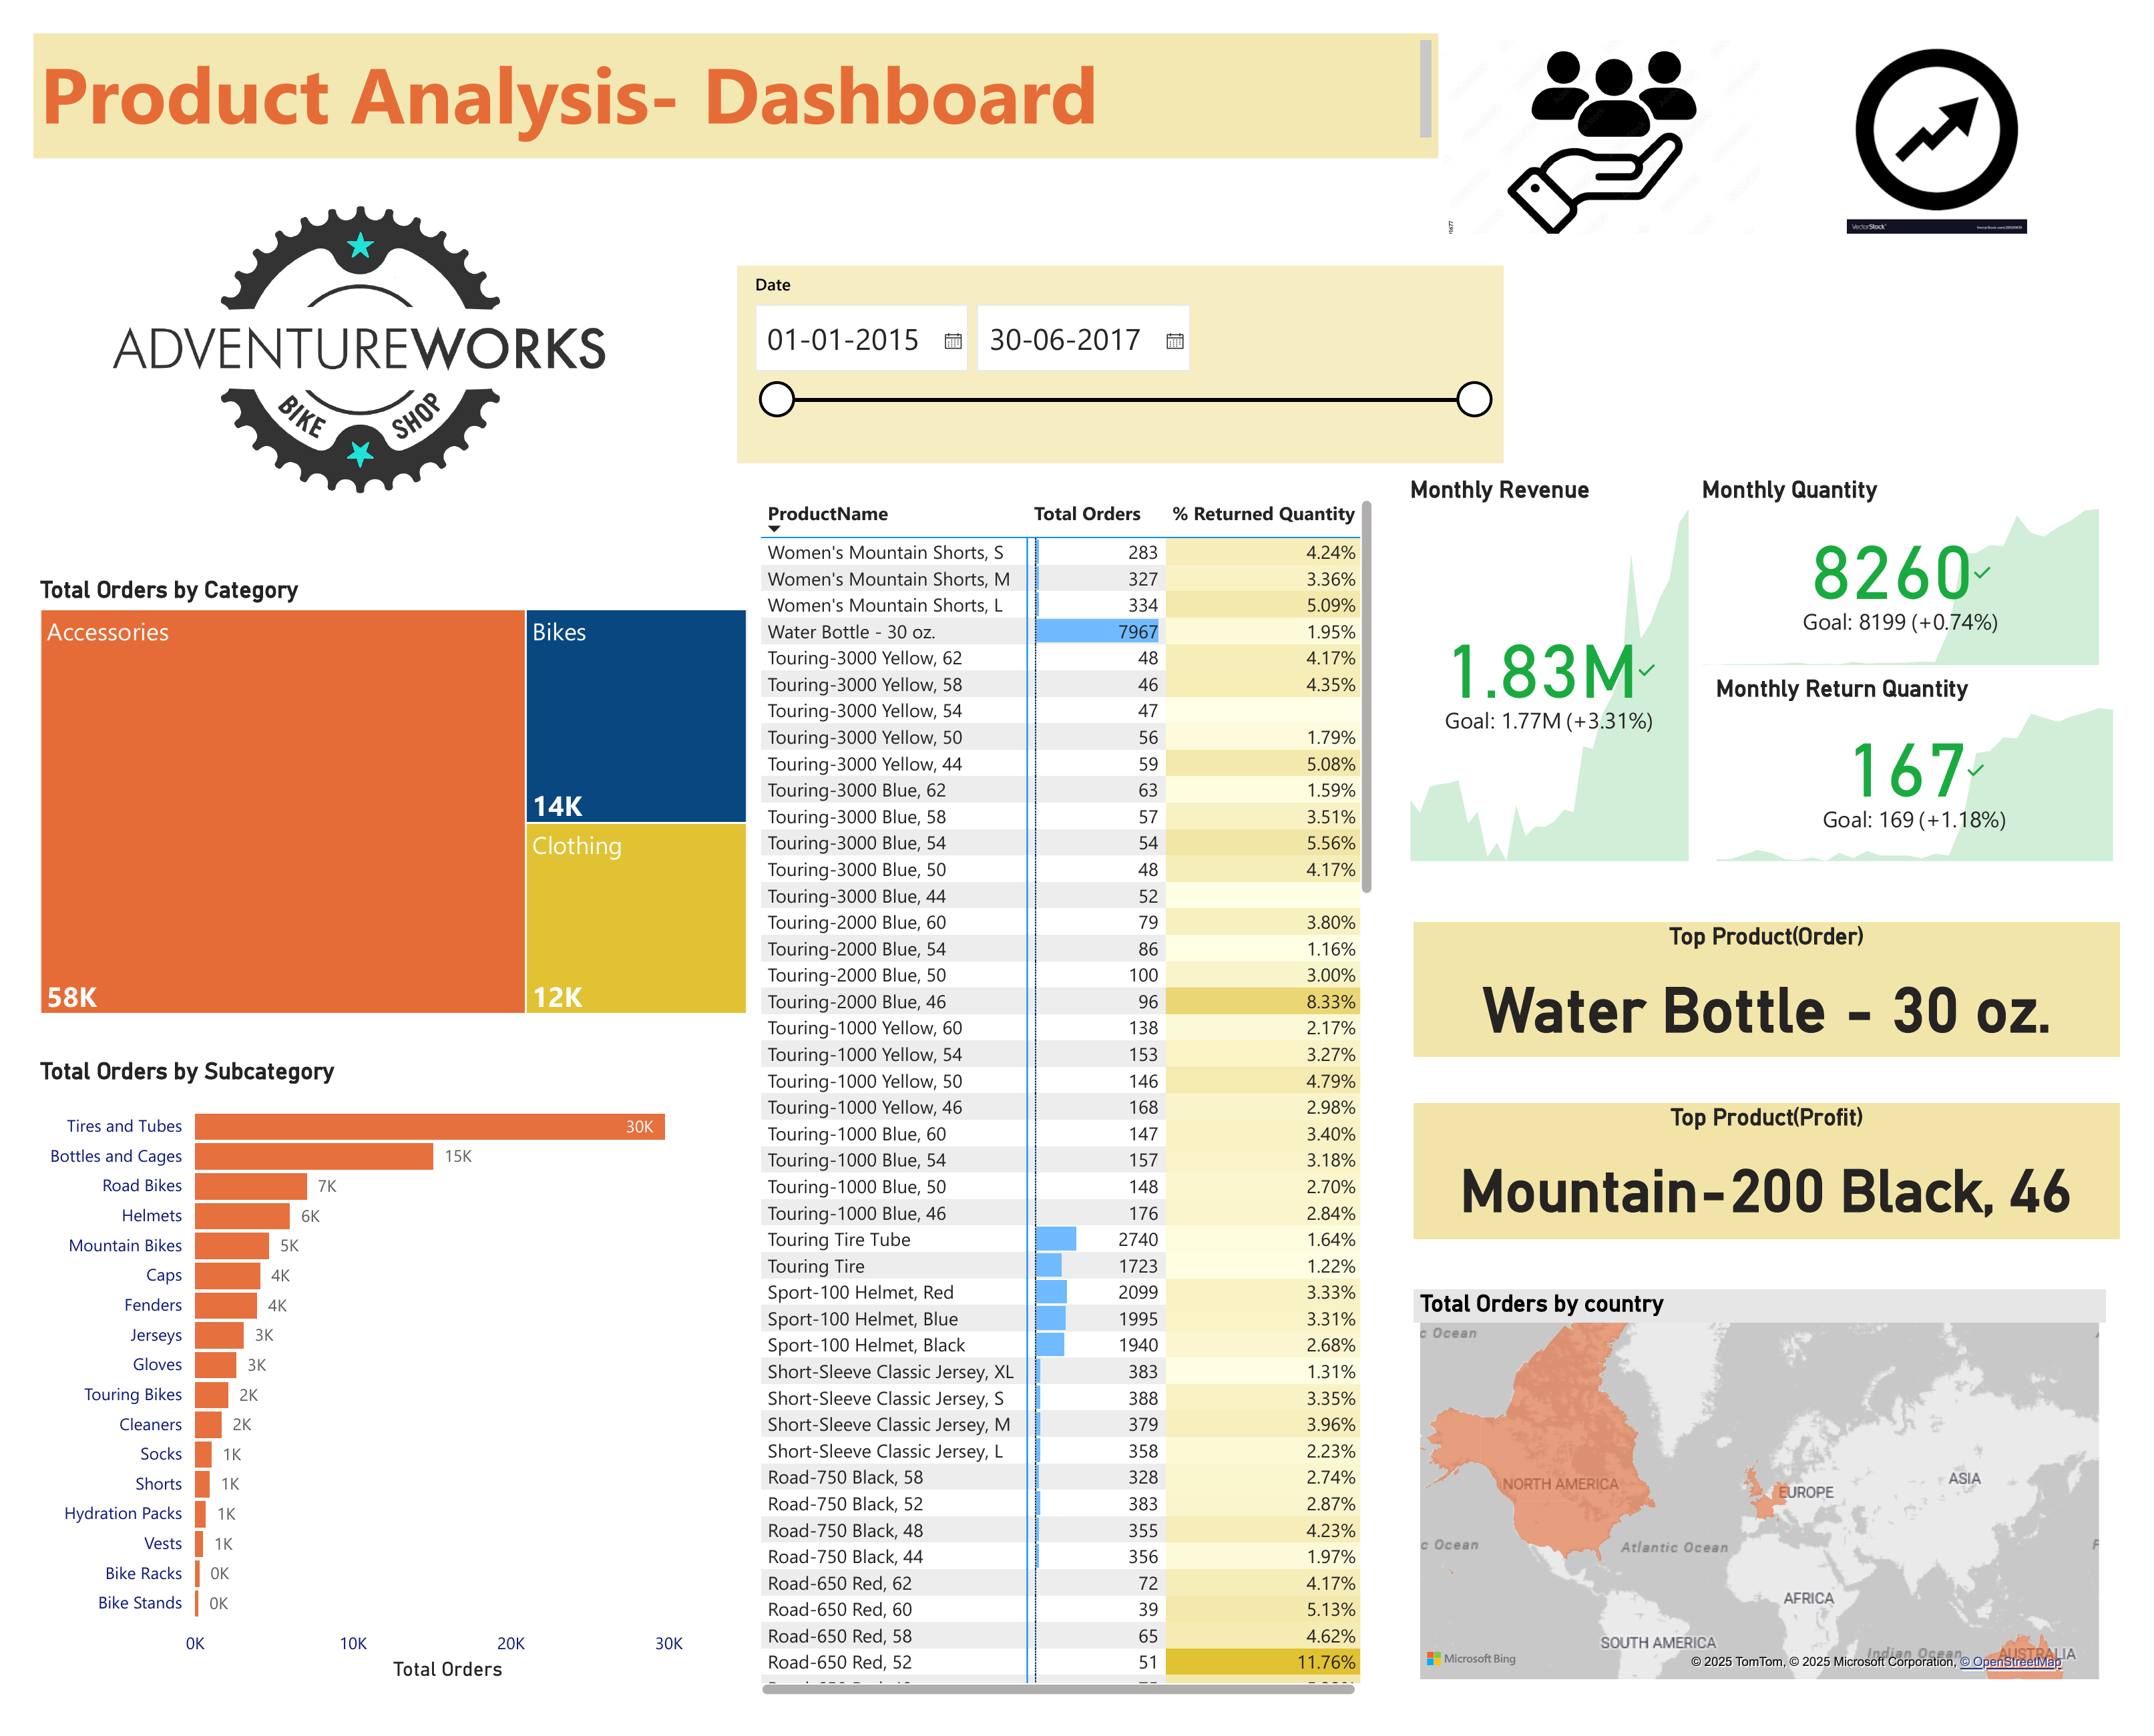 Product Analysis- Dashboard
VectorStock
ADVENTUREWORKS
BIKE SHOP
Date
01-01-2015 30-06-2017
Total Orders by Category
Accessories
58K
Bikes
14K
Clothing
12K
Total Orders by Subcategory
Tires and Tubes 30K
Bottles and Cages 15K
Road Bikes 7K
Helmets 6K
Mountain Bikes 5K
Caps 4K
Fenders 4K
Jerseys 3K
Gloves 3K
Touring Bikes 2K
Cleaners 2K
Socks 1K
Shorts 1K
Hydration Packs 1K
Vests 1K
Bike Racks 0K
Bike Stands 0K
0K 10K 20K 30K
Total Orders
ProductName Total Orders % Returned Quantity
Women's Mountain Shorts, S 283 4.24%
Women's Mountain Shorts, M 327 3.36%
Women's Mountain Shorts, L 334 5.09%
Water Bottle - 30 oz. 7967 1.95%
Touring-3000 Yellow, 62 48 4.17%
Touring-3000 Yellow, 58 46 4.35%
Touring-3000 Yellow, 54 47
Touring-3000 Yellow, 50 56 1.79%
Touring-3000 Yellow, 44 59 5.08%
Touring-3000 Blue, 62 63 1.59%
Touring-3000 Blue, 58 57 3.51%
Touring-3000 Blue, 54 54 5.56%
Touring-3000 Blue, 50 48 4.17%
Touring-3000 Blue, 44 52
Touring-2000 Blue, 60 79 3.80%
Touring-2000 Blue, 54 86 1.16%
Touring-2000 Blue, 50 100 3.00%
Touring-2000 Blue, 46 96 8.33%
Touring-1000 Yellow, 60 138 2.17%
Touring-1000 Yellow, 54 153 3.27%
Touring-1000 Yellow, 50 146 4.79%
Touring-1000 Yellow, 46 168 2.98%
Touring-1000 Blue, 60 147 3.40%
Touring-1000 Blue, 54 157 3.18%
Touring-1000 Blue, 50 148 2.70%
Touring-1000 Blue, 46 176 2.84%
Touring Tire Tube 2740 1.64%
Touring Tire 1723 1.22%
Sport-100 Helmet, Red 2099 3.33%
Sport-100 Helmet, Blue 1995 3.31%
Sport-100 Helmet, Black 1940 2.68%
Short-Sleeve Classic Jersey, XL 383 1.31%
Short-Sleeve Classic Jersey, S 388 3.35%
Short-Sleeve Classic Jersey, M 379 3.96%
Short-Sleeve Classic Jersey, L 358 2.23%
Road-750 Black, 58 328 2.74%
Road-750 Black, 52 383 2.87%
Road-750 Black, 48 355 4.23%
Road-750 Black, 44 356 1.97%
Road-650 Red, 62 72 4.17%
Road-650 Red, 60 39 5.13%
Road-650 Red, 58 65 4.62%
Road-650 Red, 52 51 11.76%
Monthly Revenue
1.83M
Goal: 1.77M (+3.31%)
Monthly Quantity
8260
Goal: 8199 (+0.74%)
Monthly Return Quantity
167
Goal: 169 (+1.18%)
Top Product(Order)
Water Bottle - 30 oz.
Top Product(Profit)
Mountain-200 Black, 46
Total Orders by country
c Ocean
NORTH AMERICA
EUROPE
ASIA
c Ocean
Atlantic Ocean
AFRICA
SOUTH AMERICA
Indian Ocean
AUSTRALIA
Microsoft Bing
© 2025 TomTom, © 2025 Microsoft Corporation, © OpenStreetMap